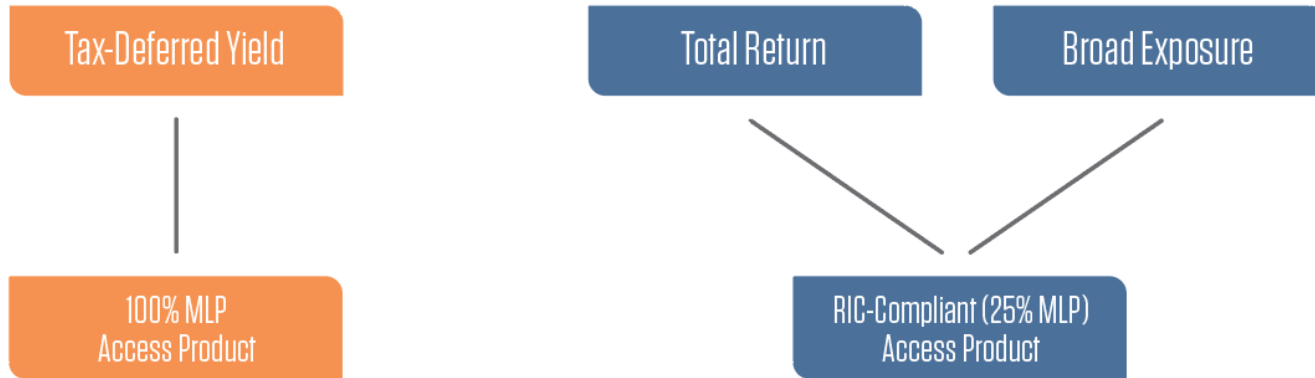 Tax-Deferred Yield
Total Return
Broad Exposure
100% MLP
Access Product
RIC-Compliant (25% MLP)
Access Product